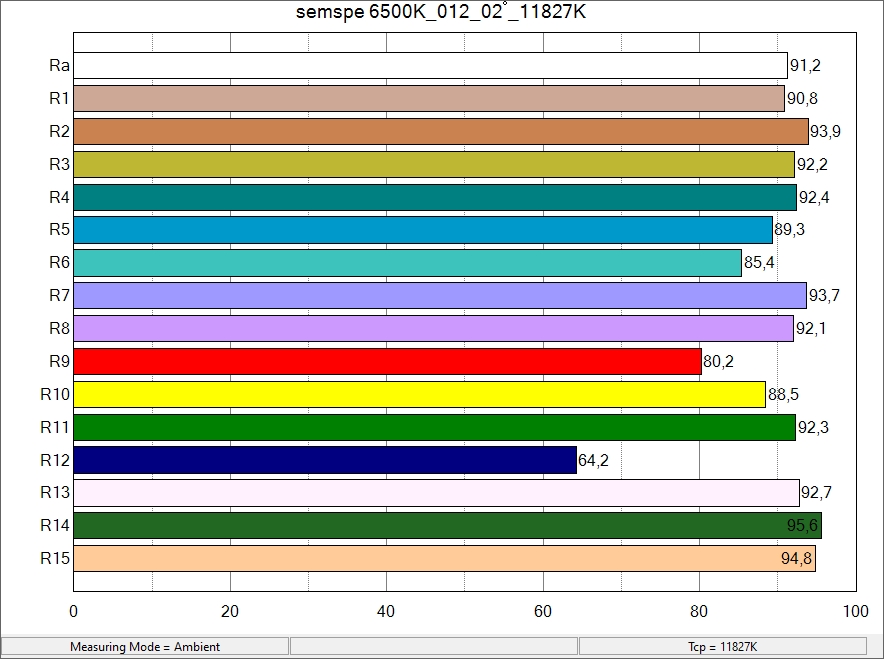 semspe 6500K_012_02°_11827K
Ra 91,2
R1 90,8
R2 93,9
R3 92,2
R4 92,4
R5 89,3
R6 85,4
R7 93,7
R8 92,1
R9 80,2
R10 88,5
R11 92,3
R12 64,2
R13 92,7
R14 95,6
R15 94,8
0 20 40 60 80 100
Measuring Mode = Ambient Tcp = 11827K